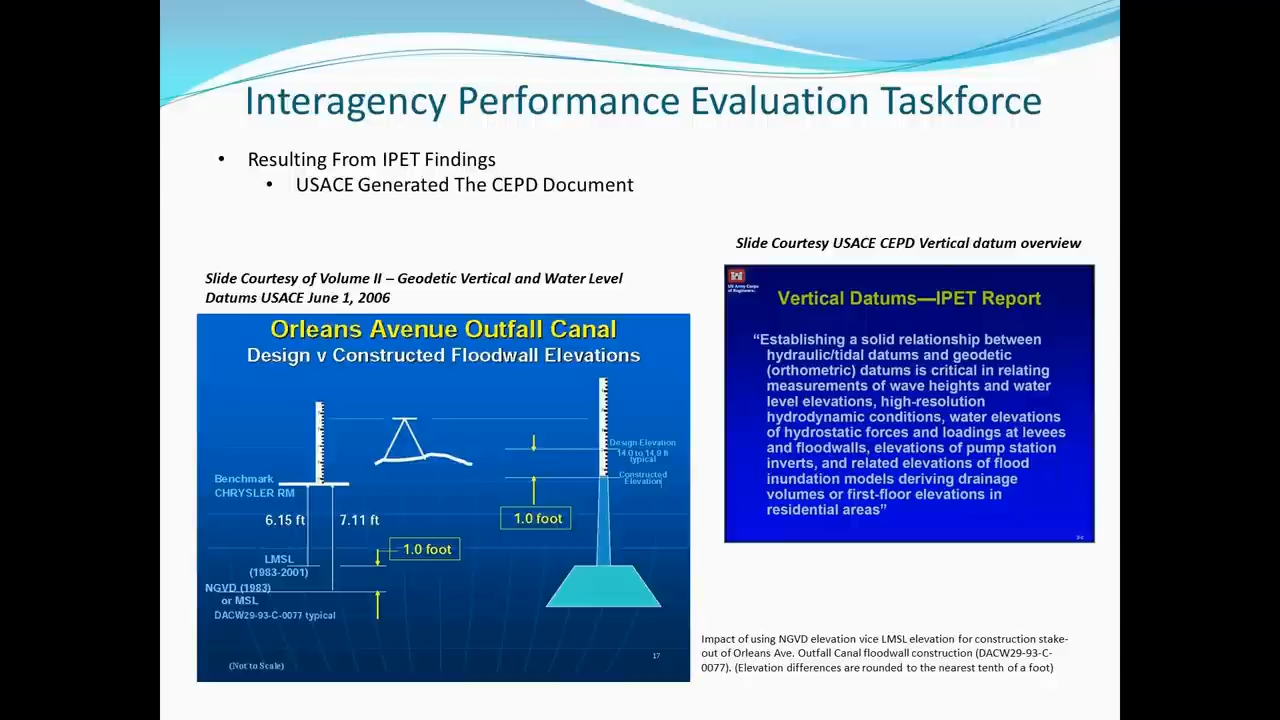 Interagency Performance Evaluation Taskforce
• Resulting From IPET Findings
• USACE Generated The CEPD Document
Slide Courtesy USACE CEPD Vertical datum overview
Slide Courtesy of Volume II – Geodetic Vertical and Water Level
Datums USACE June 1, 2006
Orleans Avenue Outfall Canal
Design v Constructed Floodwall Elevations
Design Elevation
14.0 to 14.9 ft
typical
Constructed
Elevation
Benchmark
CHRYSLER RM
6.15 ft
7.11 ft
1.0 foot
1.0 foot
LMSL
(1983-2001)
NGVD (1983)
or MSL
DACW29-93-C-0077 typical
(Not to Scale)
17
US Army Corps
of Engineers
Vertical Datums—IPET Report
“Establishing a solid relationship between
hydraulic/tidal datums and geodetic
(orthometric) datums is critical in relating
measurements of wave heights and water
level elevations, high-resolution
hydrodynamic conditions, water elevations
of hydrostatic forces and loadings at levees
and floodwalls, elevations of pump station
inverts, and related elevations of flood
inundation models deriving drainage
volumes or first-floor elevations in
residential areas”
Impact of using NGVD elevation vice LMSL elevation for construction stake-
out of Orleans Ave. Outfall Canal floodwall construction (DACW29-93-C-
0077). (Elevation differences are rounded to the nearest tenth of a foot)